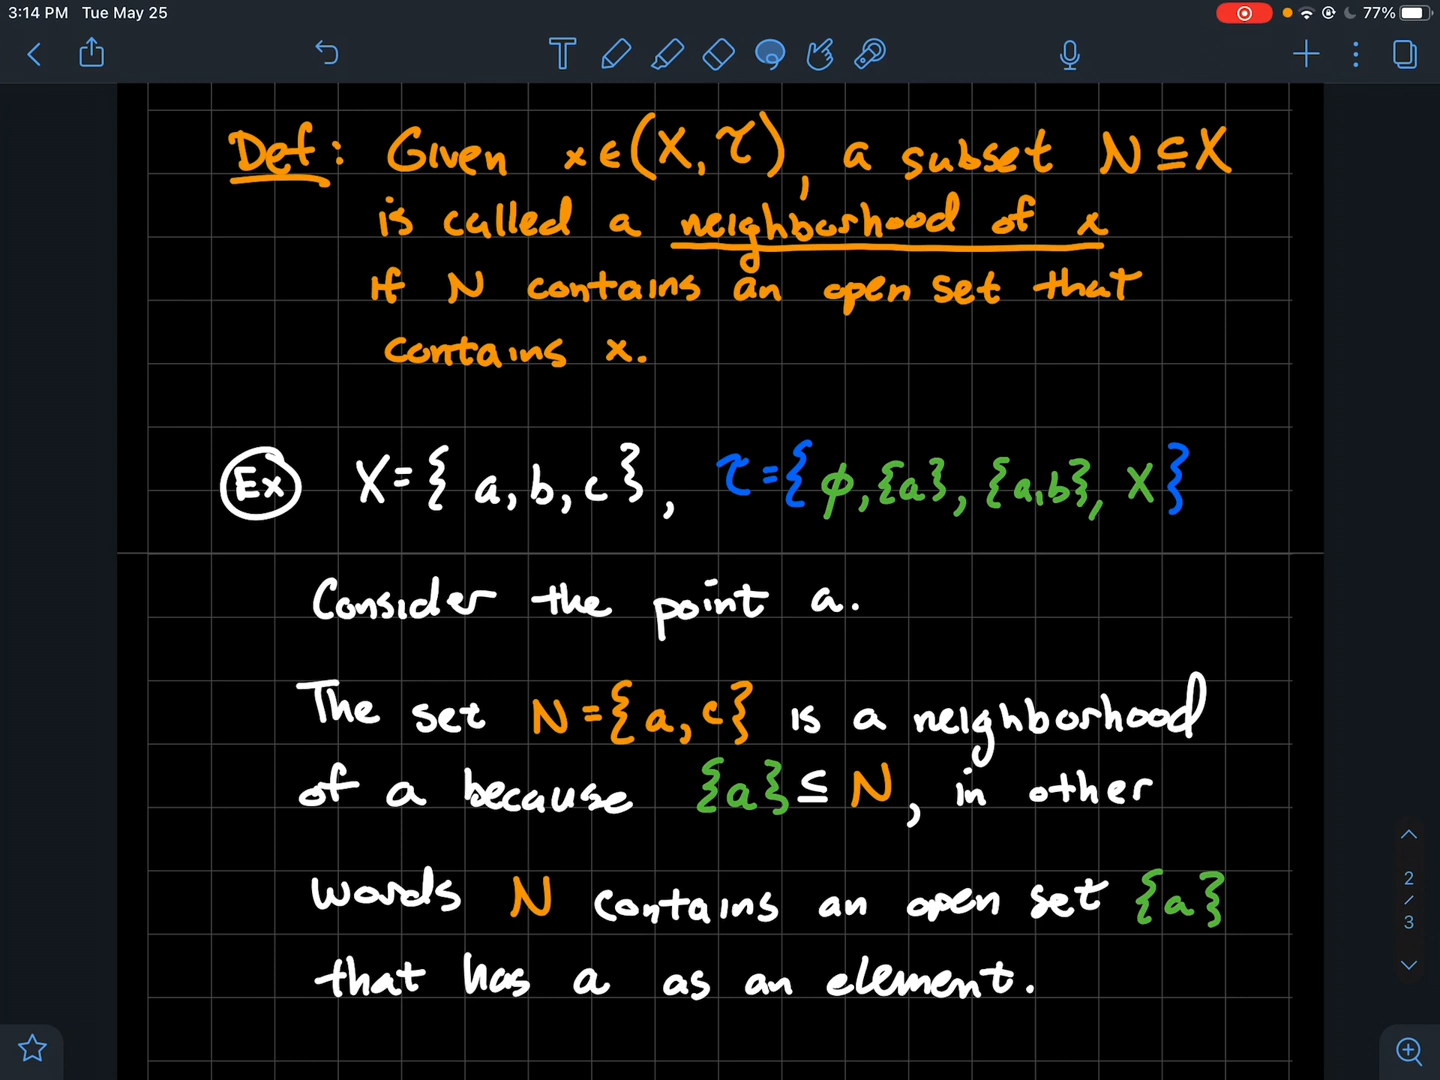 3:14 PM Tue May 25
77%
Def: Given x∈(X, τ), a subset N⊆X
is called a neighborhood of x
if N contains an open set that
contains x.
Ex X={a,b,c}, τ={ϕ,{a},{a,b}, X}
Consider the point a.
The set N={a,c} is a neighborhood
of a because {a}⊆N, in other
words N contains an open set {a}
that has a as an element.
2
/
3